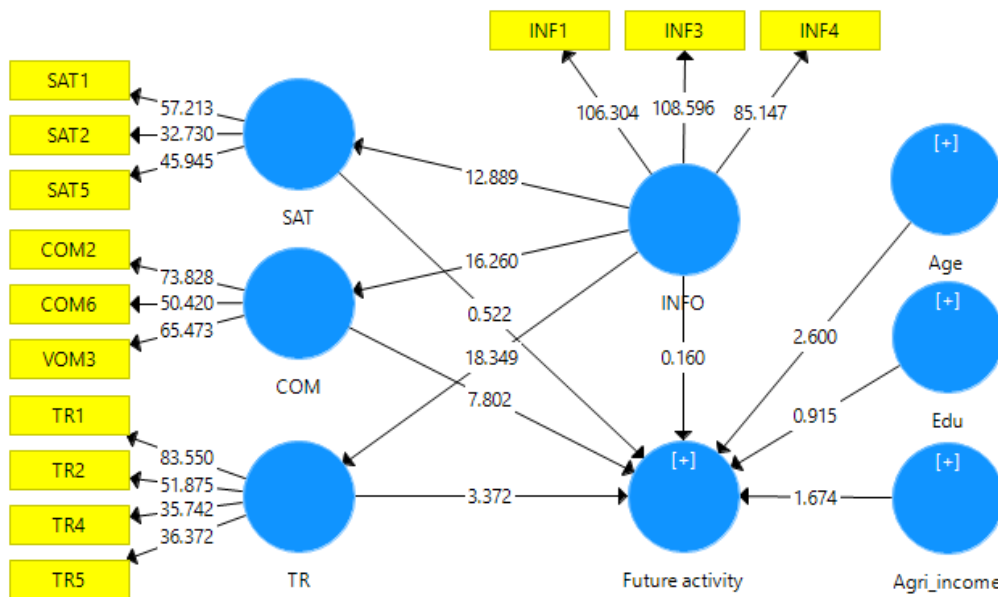 INF1
INF3
INF4
106.304
108.596
85.147
SAT1
SAT2
SAT5
57.213
32.730
45.945
SAT
12.889
INFO
[+]
Age
COM2
COM6
VOM3
73.828
50.420
65.473
COM
16.260
0.522
18.349
7.802
0.160
2.600
[+]
Edu
0.915
TR1
TR2
TR4
TR5
83.550
51.875
35.742
36.372
TR
3.372
[+]
Future activity
1.674
[+]
Agri_income